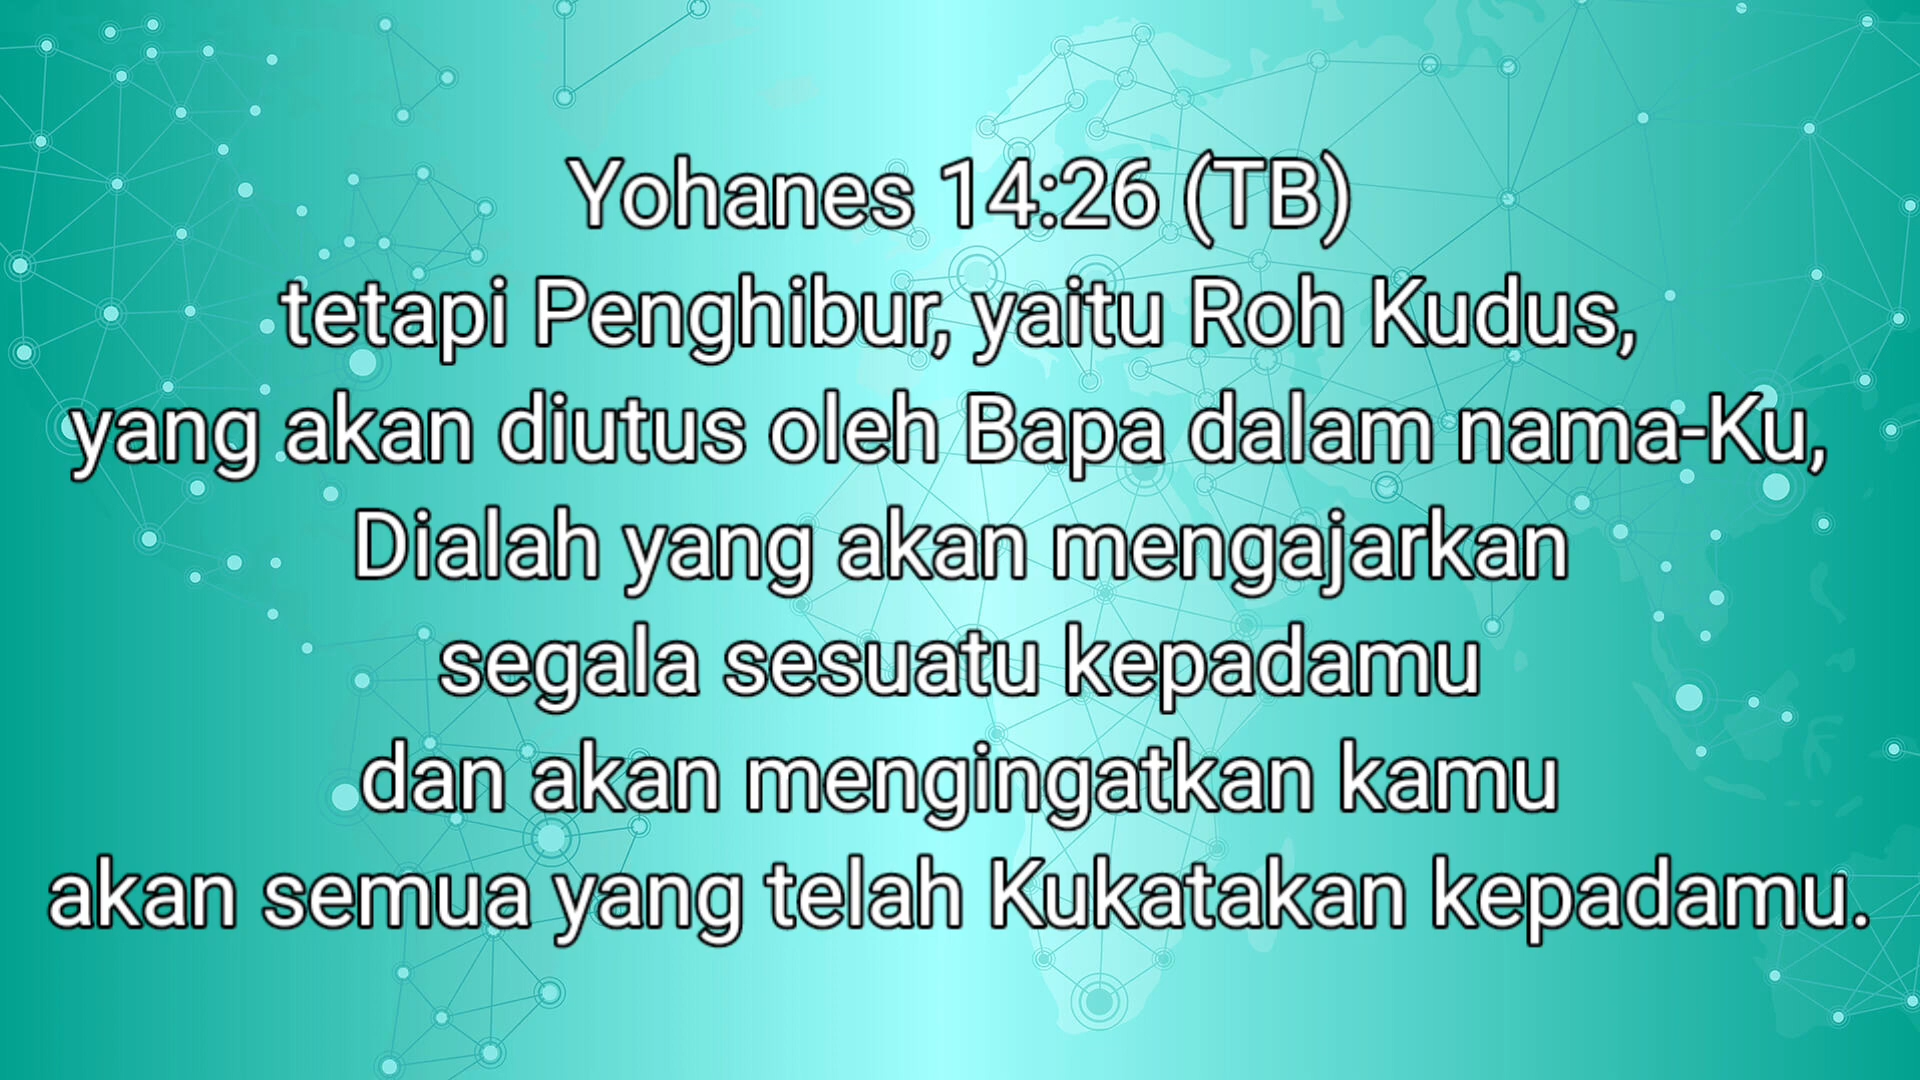 Yohanes 14:26 (TB)
tetapi Penghibur, yaitu Roh Kudus,
yang akan diutus oleh Bapa dalam nama-Ku,
Dialah yang akan mengajarkan
segala sesuatu kepadamu
dan akan mengingatkan kamu
akan semua yang telah Kukatakan kepadamu.